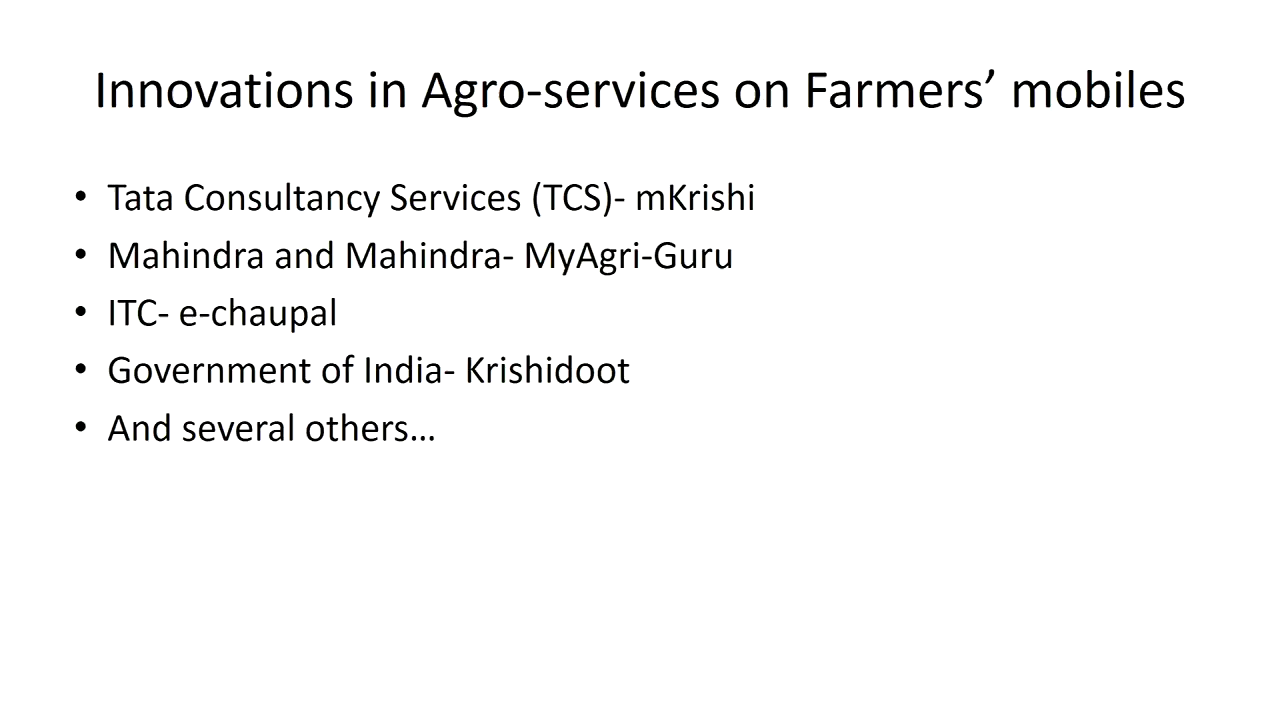 Innovations in Agro-services on Farmers’ mobiles
• Tata Consultancy Services (TCS)- mKrishi
• Mahindra and Mahindra- MyAgri-Guru
• ITC- e-chaupal
• Government of India- Krishidoot
• And several others…